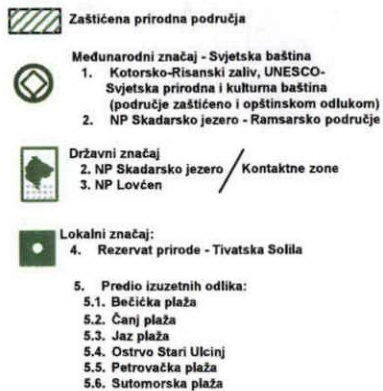 Zaštićena prirodna područja
Međunarodni značaj - Svjetska baština
1. Kotorsko-Risanski zaliv, UNESCO-
Svjetska prirodna i kulturna baština
(područje zaštićeno i opštinskom odlukom)
2. NP Skadarsko jezero - Ramsarsko područje
Državni značaj
2. NP Skadarsko jezero / Kontaktne zone
3. NP Lovćen
Lokalni značaj:
4. Rezervat prirode - Tivatska Solila
5. Predio izuzetnih odlika:
5.1. Bečićka plaža
5.2. Čanj plaža
5.3. Jaz plaža
5.4. Ostrvo Stari Ulcinj
5.5. Petrovačka plaža
5.6. Sutomorska plaža